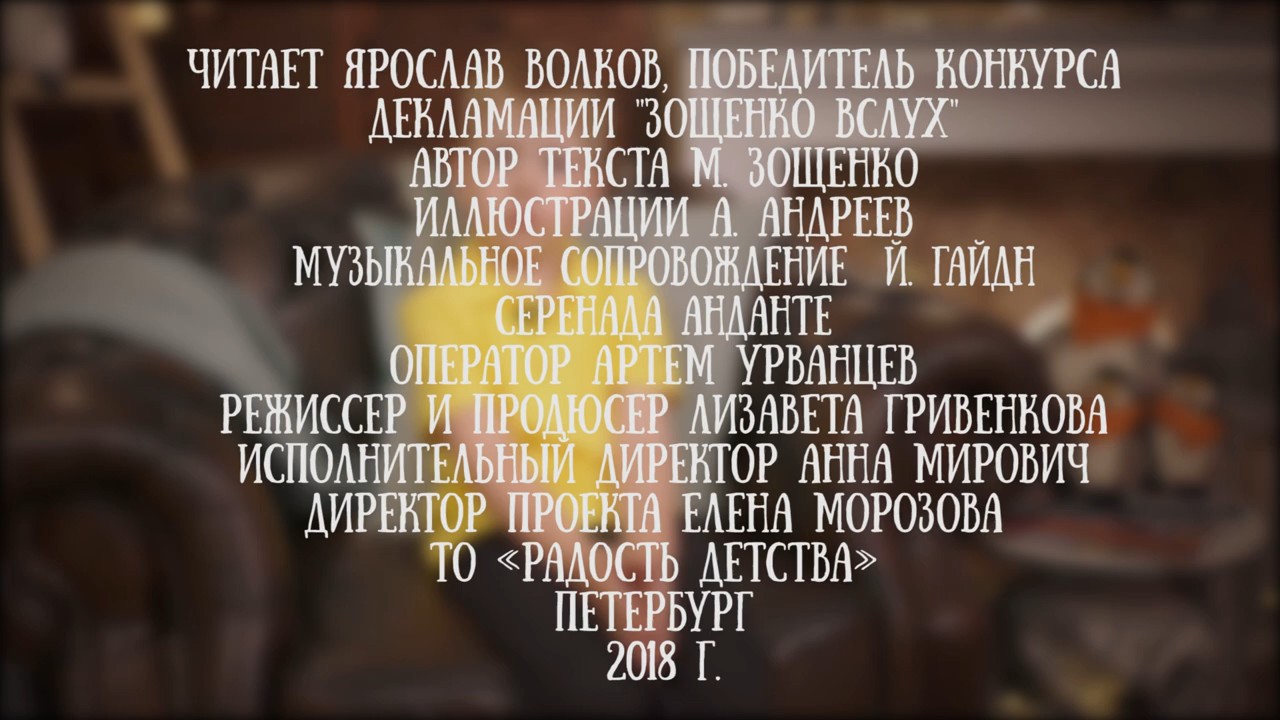 ЧИТАЕТ ЯРОСЛАВ ВОЛКОВ, ПОБЕДИТЕЛЬ КОНКУРСА
ДЕКЛАМАЦИИ "ЗОЩЕНКО ВСЛУХ"
АВТОР ТЕКСТА М. ЗОЩЕНКО
ИЛЛЮСТРАЦИИ А. АНДРЕЕВ
МУЗЫКАЛЬНОЕ СОПРОВОЖДЕНИЕ Й. ГАЙДН
СЕРЕНАДА АНДАНТЕ
ОПЕРАТОР АРТЕМ УРВАНЦЕВ
РЕЖИССЕР И ПРОДЮСЕР ЛИЗАВЕТА ГРИВЕНКОВА
ИСПОЛНИТЕЛЬНЫЙ ДИРЕКТОР АННА МИРОВИЧ
ДИРЕКТОР ПРОЕКТА ЕЛЕНА МОРОЗОВА
ТО «РАДОСТЬ ДЕТСТВА»
ПЕТЕРБУРГ
2018 Г.